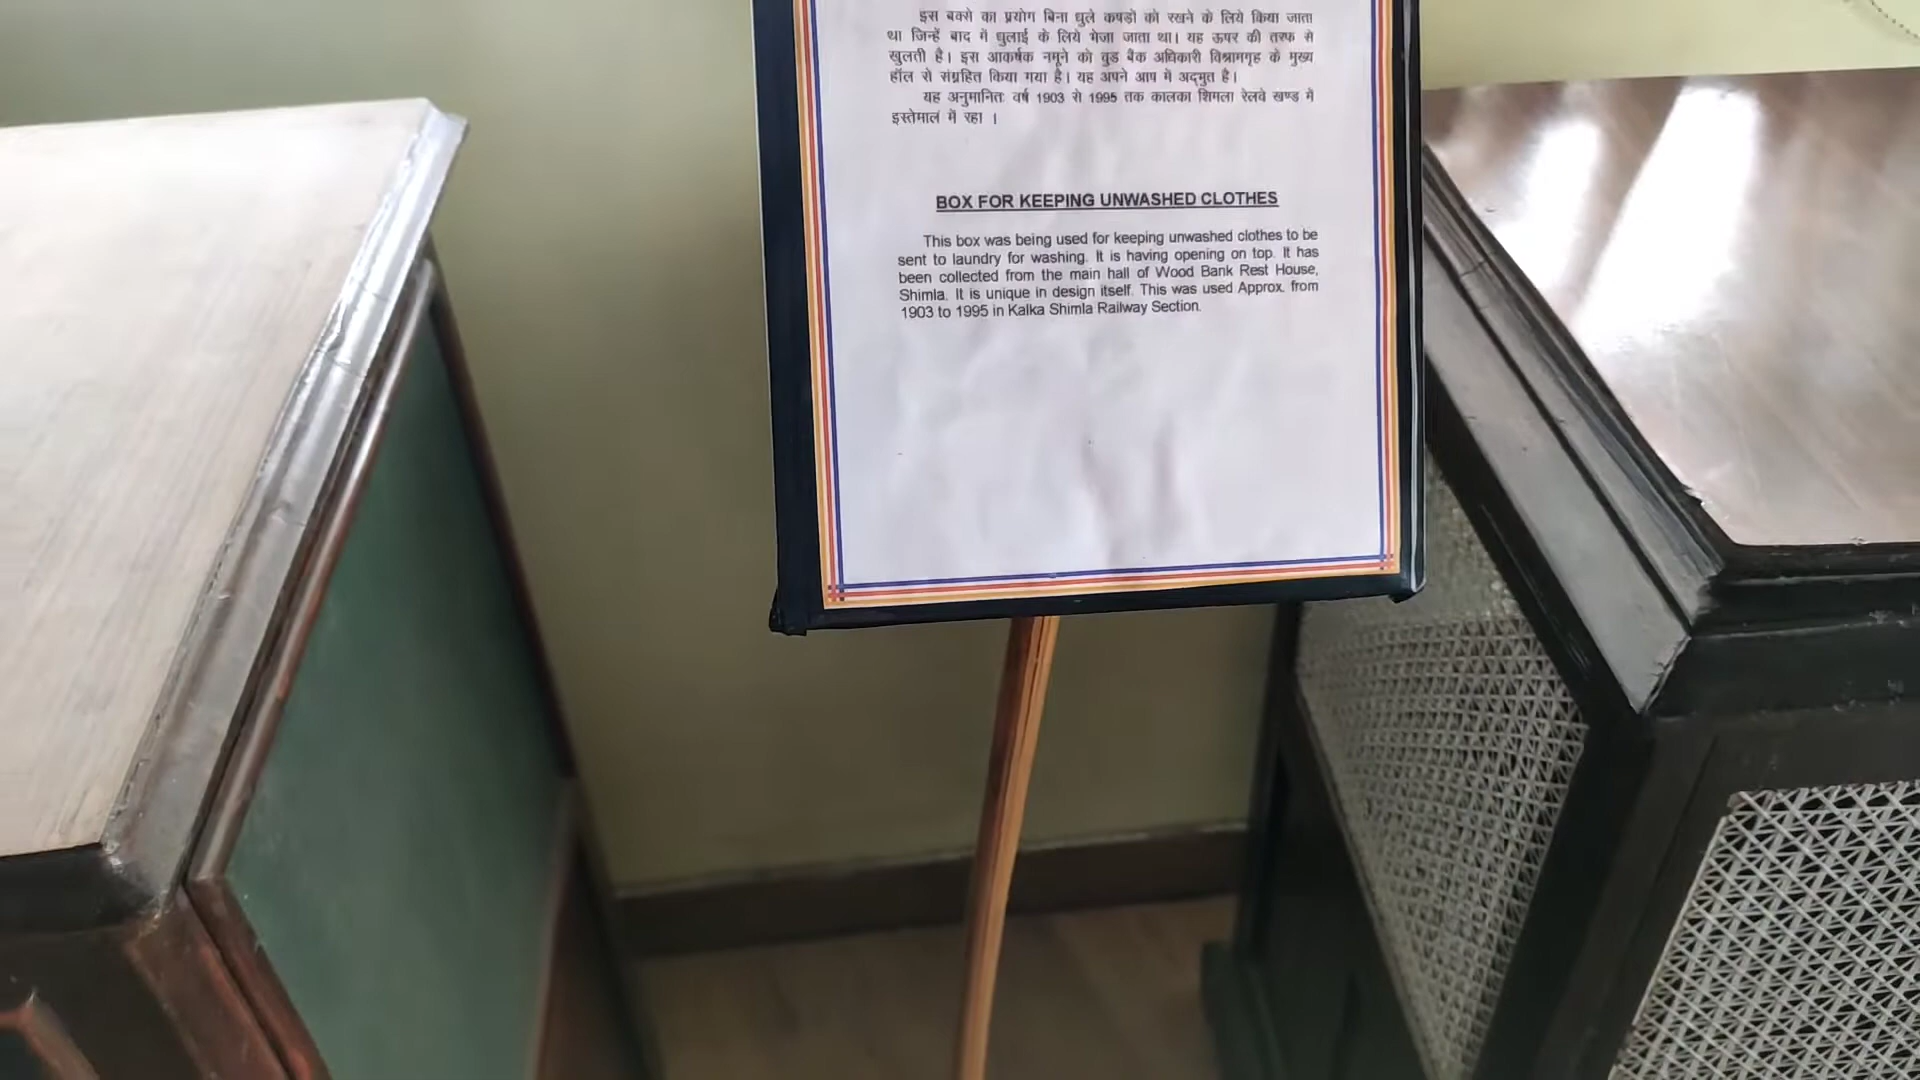 इस बक्से का प्रयोग बिना धुले कपड़ों को रखने के लिये किया जाता
था जिन्हें बाद में धुलाई के लिये भेजा जाता था। यह ऊपर की तरफ से
खुलती है। इस आकर्षक नमूने को वुड बैंक अधिकारी विश्रामगृह के मुख्य
हॉल से संग्रहित किया गया है। यह अपने आप में अद्भुत है।
यह अनुमानितः वर्ष 1903 से 1995 तक कालका शिमला रेलवे खण्ड में
इस्तेमाल में रहा ।
BOX FOR KEEPING UNWASHED CLOTHES
This box was being used for keeping unwashed clothes to be
sent to laundry for washing. It is having opening on top. It has
been collected from the main hall of Wood Bank Rest House,
Shimla. It is unique in design itself. This was used Approx. from
1903 to 1995 in Kalka Shimla Railway Section.